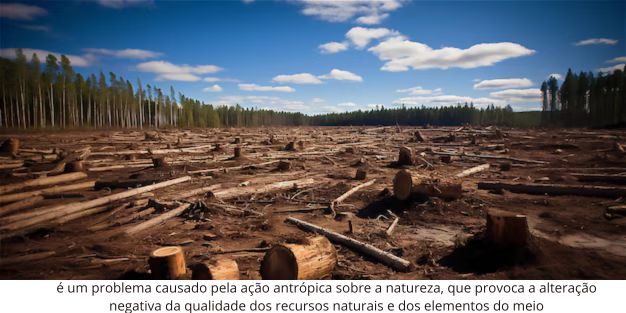 é um problema causado pela ação antrópica sobre a natureza, que provoca a alteração
negativa da qualidade dos recursos naturais e dos elementos do meio